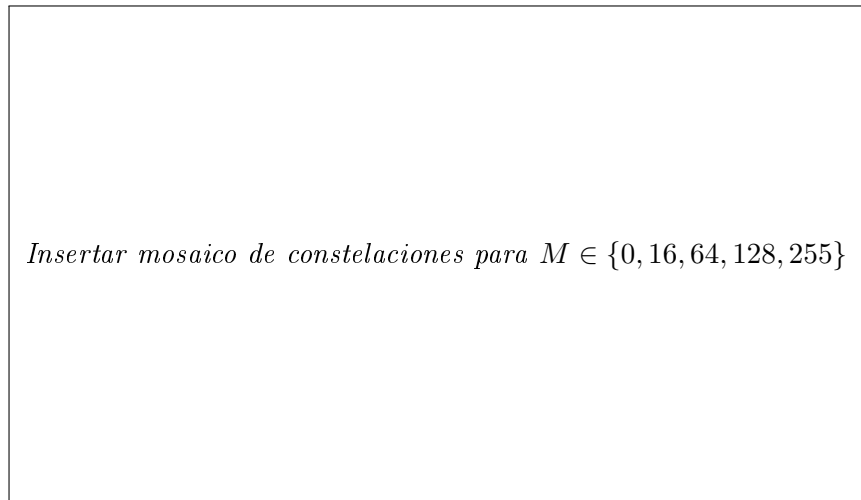 Insertar mosaico de constelaciones para M ∈ {0, 16, 64, 128, 255}